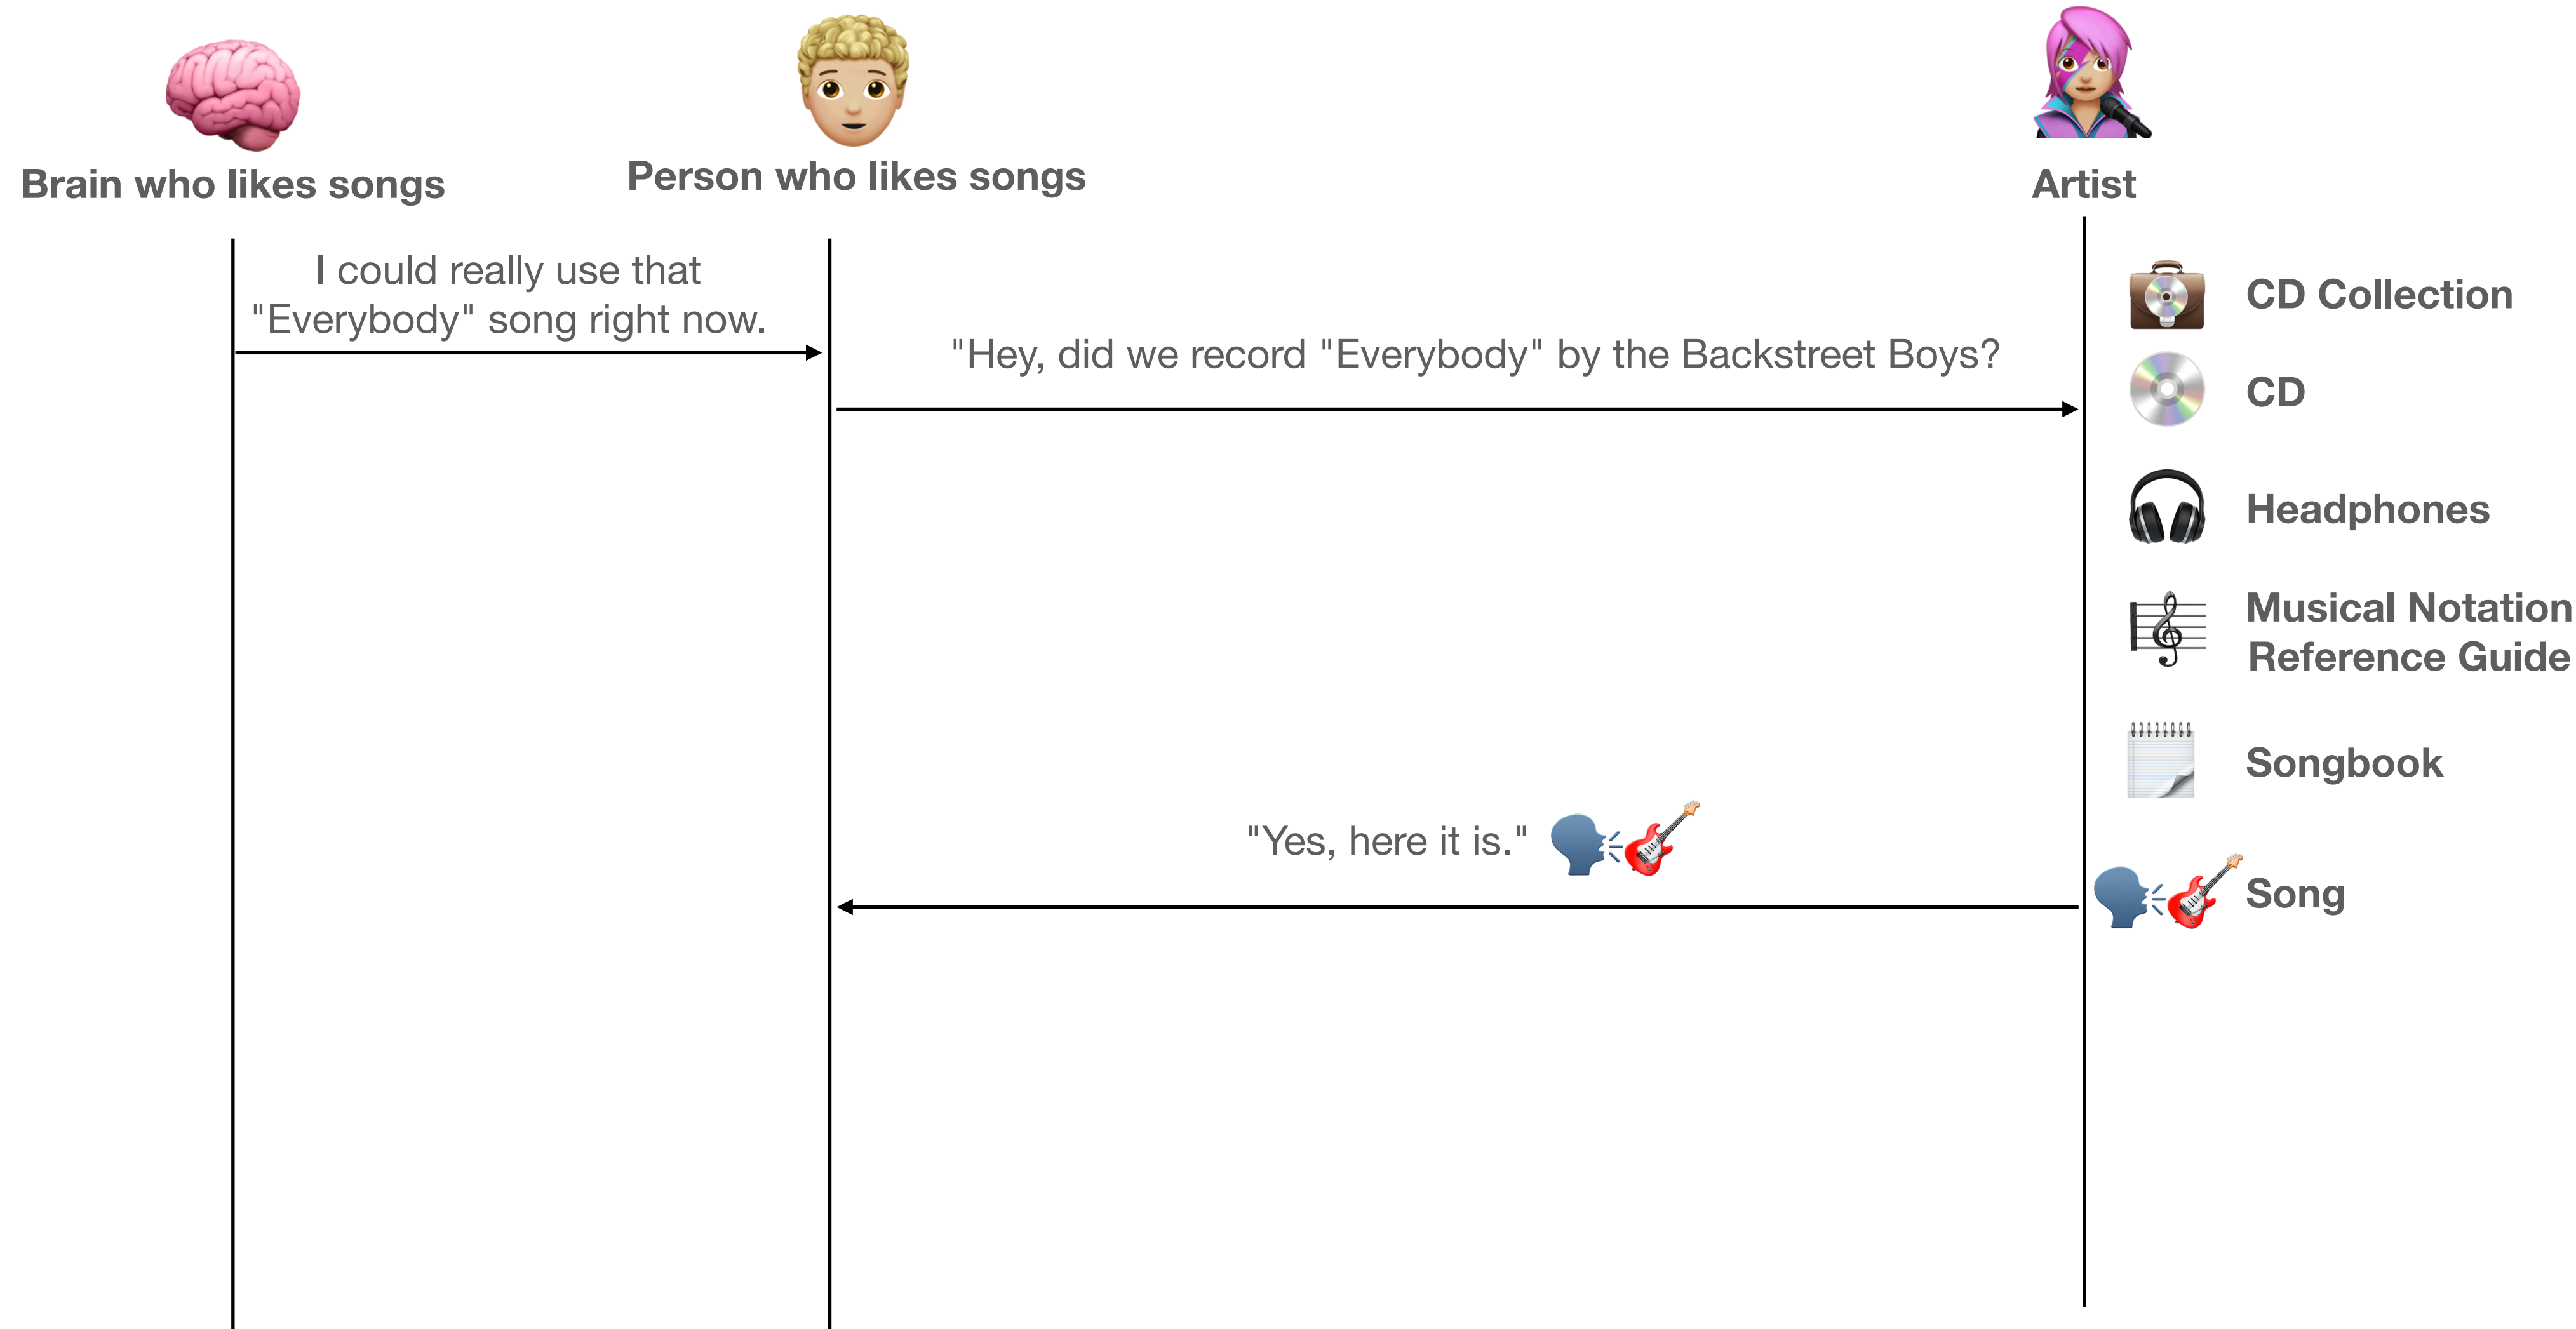 Brain who likes songs
Person who likes songs
Artist
I could really use that
"Everybody" song right now.
"Hey, did we record "Everybody" by the Backstreet Boys?
CD Collection
CD
Headphones
Musical Notation
Reference Guide
Songbook
"Yes, here it is."
Song